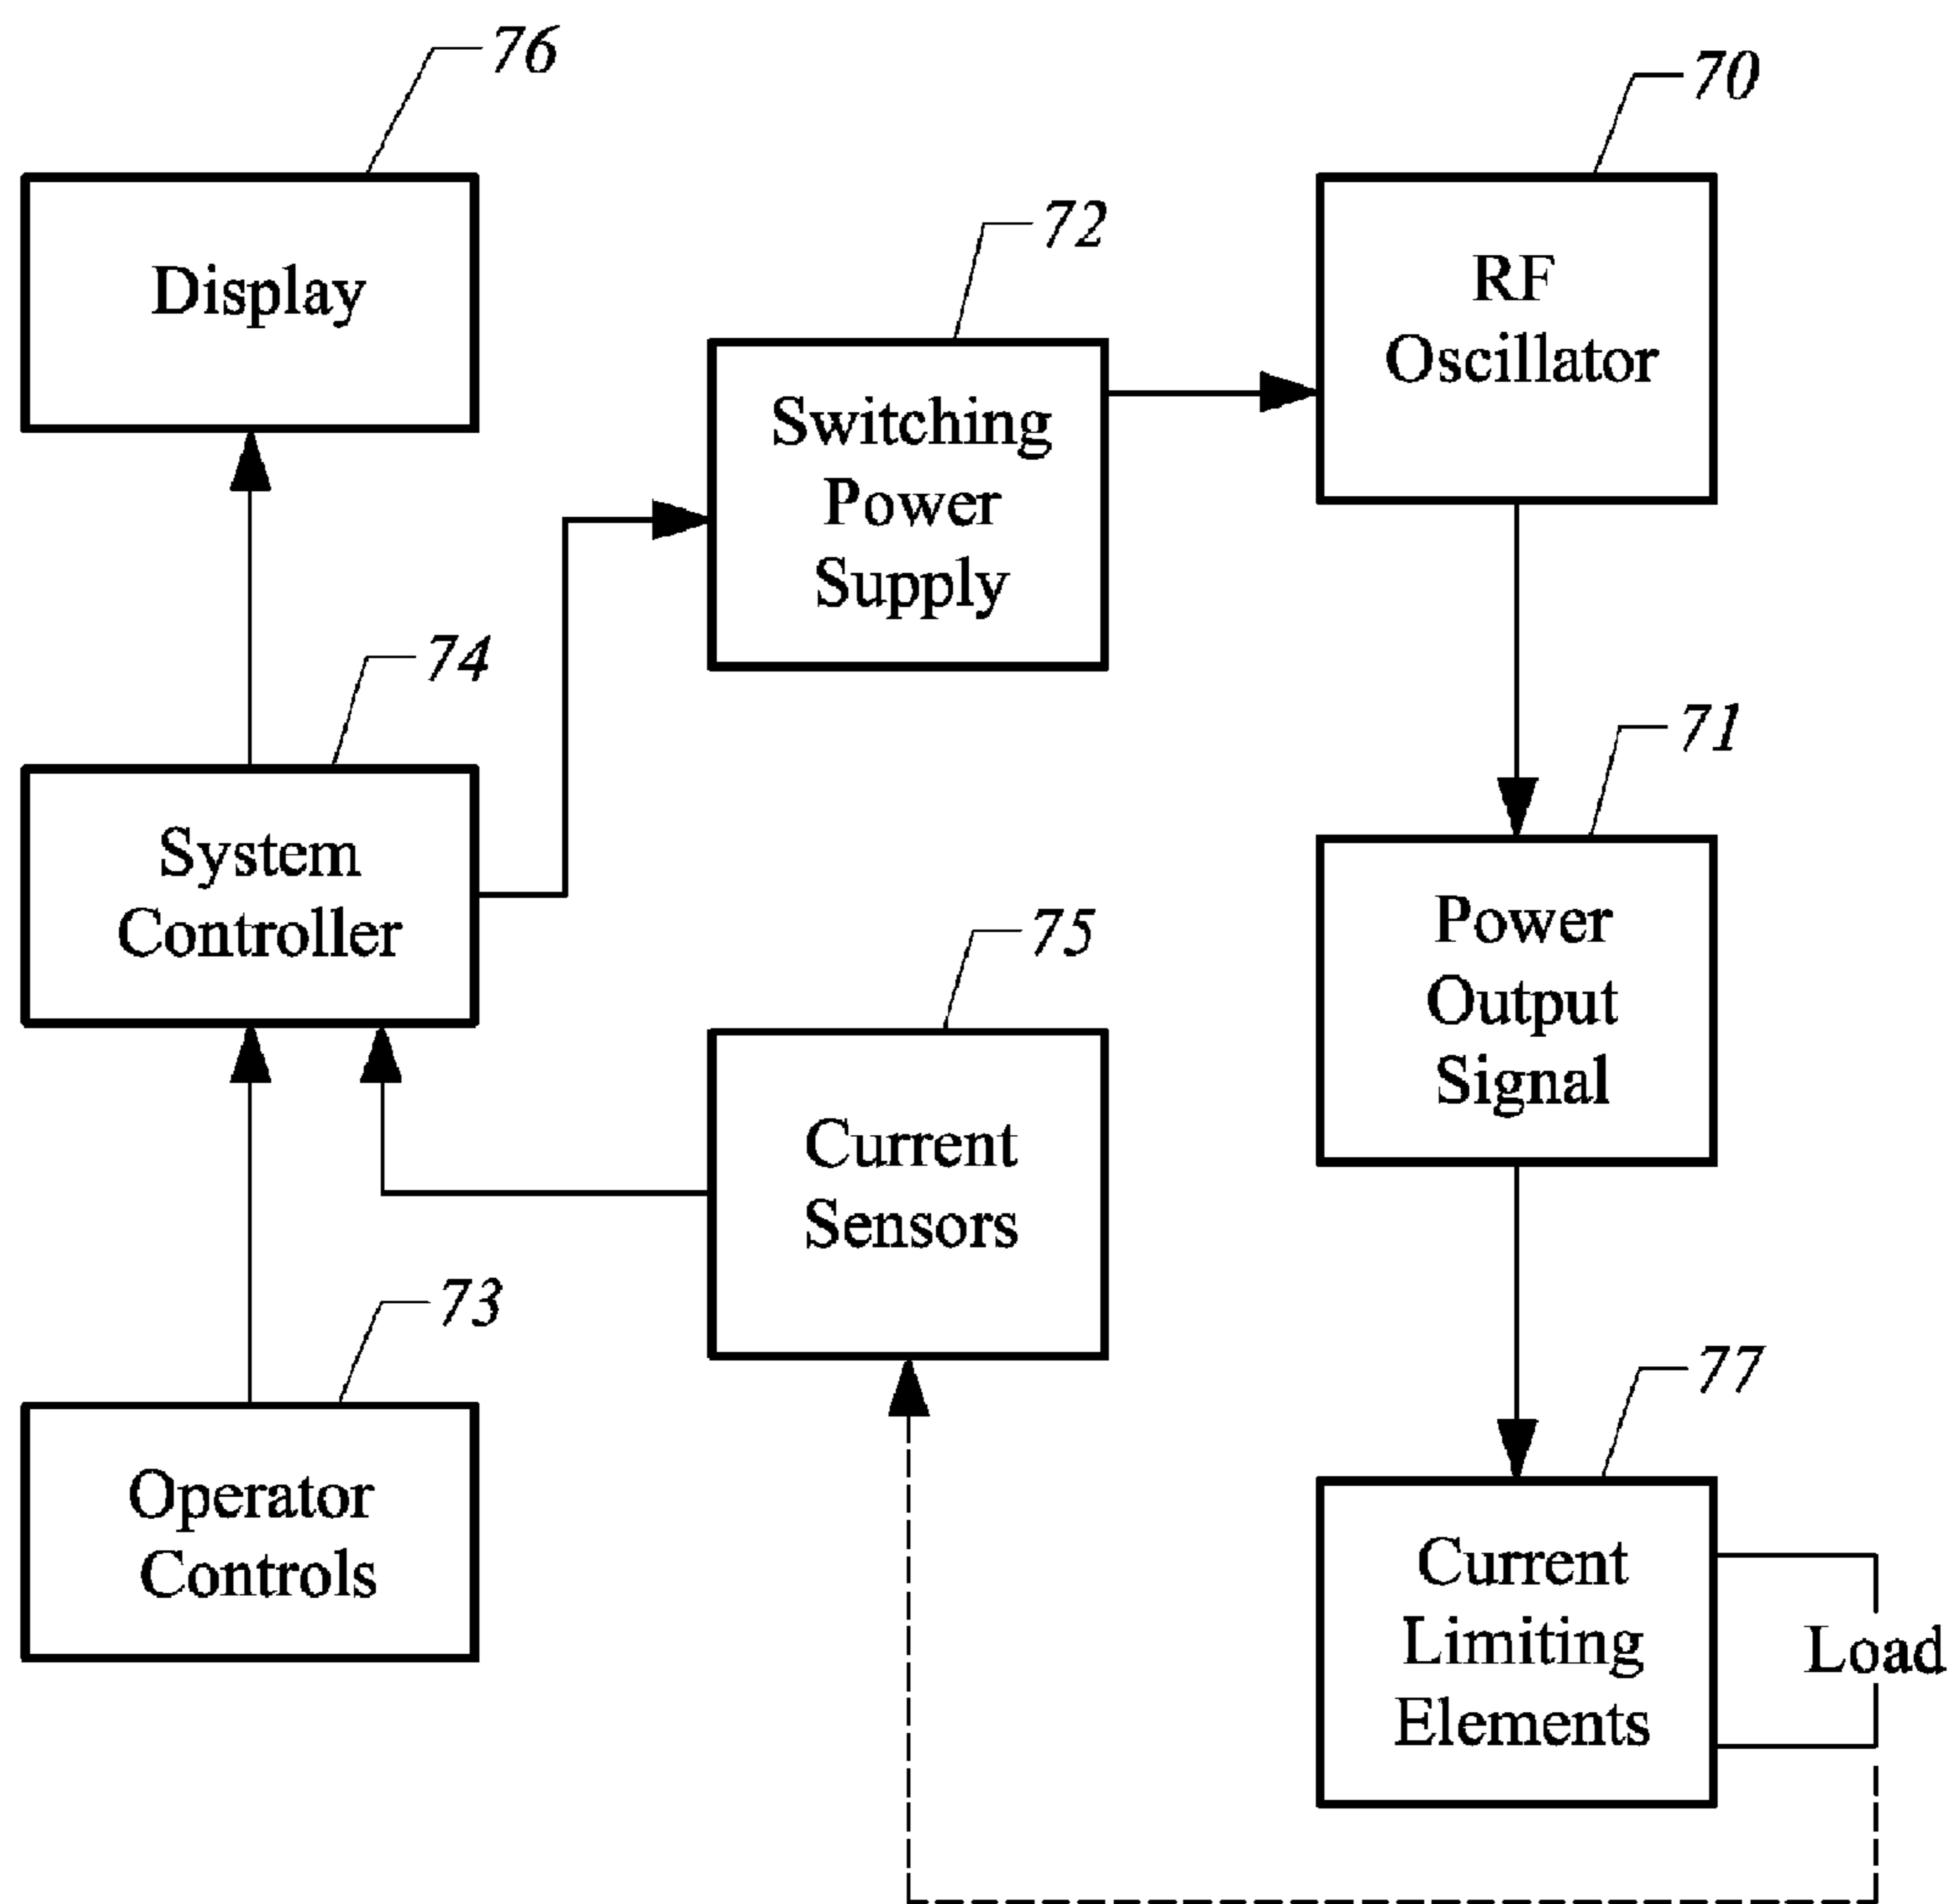 76
70
Display
72
RF
Oscillator
Switching
Power
Supply
74
71
System
Controller
75
Power
Output
Signal
Current
Sensors
73
77
Operator
Controls
Current
Limiting
Elements
Load